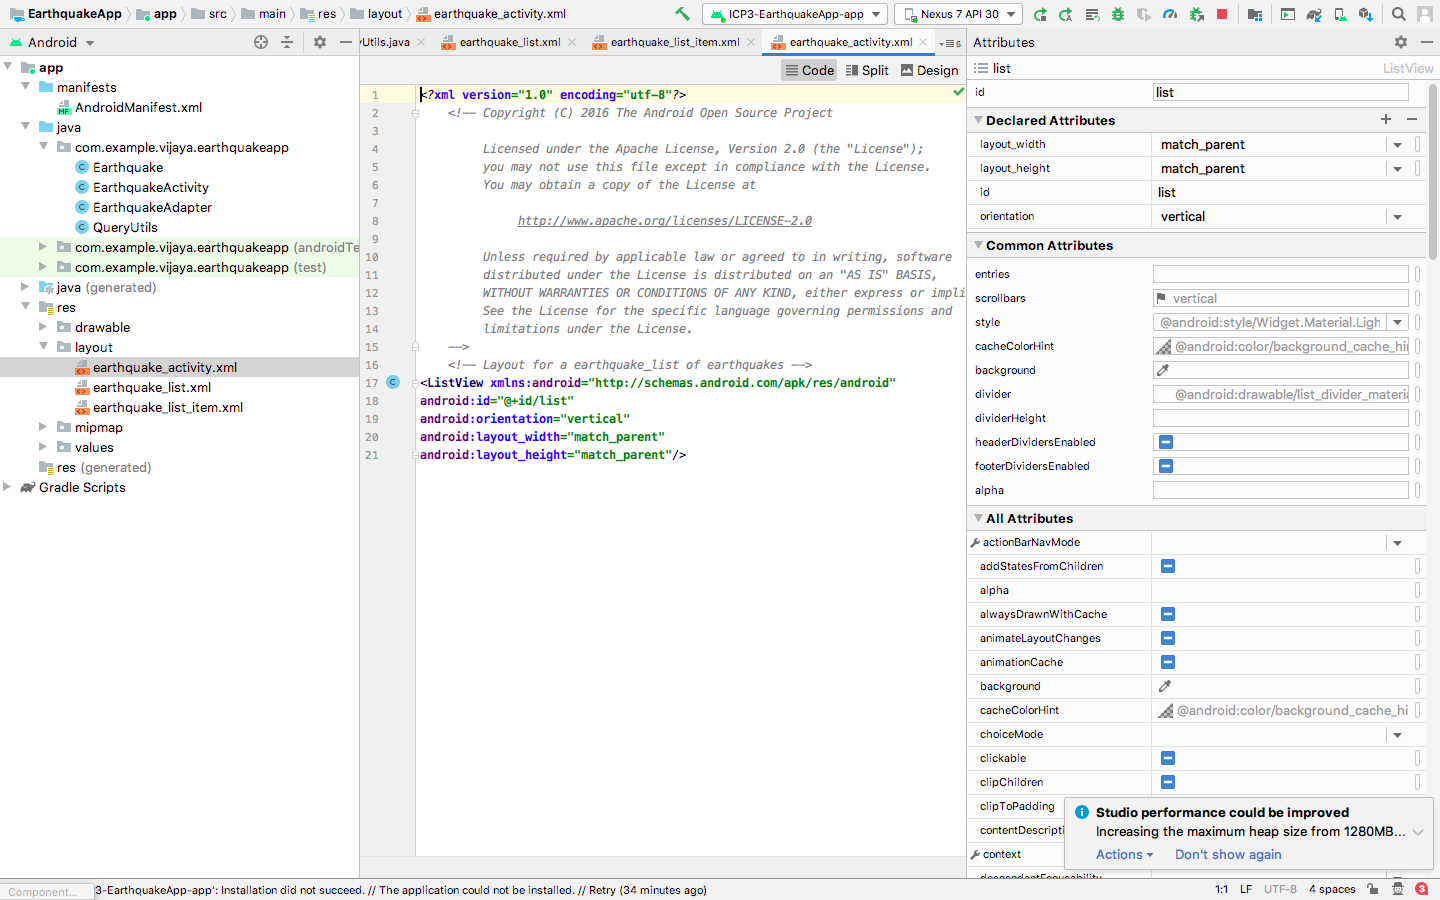 EarthquakeApp app src main res layout earthquake_activity.xml ICP3-EarthquakeApp-app Nexus 7 API 30
Android
yUtils.java earthquake_list.xml earthquake_list_item.xml earthquake_activity.xml 5
Attributes
Code Split Design
app
manifests
AndroidManifest.xml
java
com.example.vijaya.earthquakeapp
Earthquake
EarthquakeActivity
EarthquakeAdapter
QueryUtils
com.example.vijaya.earthquakeapp (androidTe
com.example.vijaya.earthquakeapp (test)
java (generated)
res
drawable
layout
earthquake_activity.xml
earthquake_list.xml
earthquake_list_item.xml
mipmap
values
res (generated)
Gradle Scripts
1 <?xml version="1.0" encoding="utf-8"?>
2 <!-- Copyright (C) 2016 The Android Open Source Project
3
4 Licensed under the Apache License, Version 2.0 (the "License");
5 you may not use this file except in compliance with the License.
6 You may obtain a copy of the License at
7
8 http://www.apache.org/licenses/LICENSE-2.0
9
10 Unless required by applicable law or agreed to in writing, software
11 distributed under the License is distributed on an "AS IS" BASIS,
12 WITHOUT WARRANTIES OR CONDITIONS OF ANY KIND, either express or impli
13 See the License for the specific language governing permissions and
14 limitations under the License.
15 -->
16 <!-- Layout for a earthquake_list of earthquakes -->
17 <ListView xmlns:android="http://schemas.android.com/apk/res/android"
18 android:id="@+id/list"
19 android:orientation="vertical"
20 android:layout_width="match_parent"
21 android:layout_height="match_parent"/>
list ListView
id list
Declared Attributes
layout_width match_parent
layout_height match_parent
id list
orientation vertical
Common Attributes
entries
scrollbars vertical
style @android:style/Widget.Material.Ligh
cacheColorHint @android:color/background_cache_hi
background
divider @android:drawable/list_divider_materia
dividerHeight
headerDividersEnabled
footerDividersEnabled
alpha
All Attributes
actionBarNavMode
addStatesFromChildren
alpha
alwaysDrawnWithCache
animateLayoutChanges
animationCache
background
cacheColorHint @android:color/background_cache_hi
choiceMode
clickable
clipChildren
clipToPadding
contentDescripti
context
Studio performance could be improved
Increasing the maximum heap size from 1280MB...
Actions Don't show again
Component... 3-EarthquakeApp-app': Installation did not succeed. // The application could not be installed. // Retry (34 minutes ago) 1:1 LF UTF-8 4 spaces 3